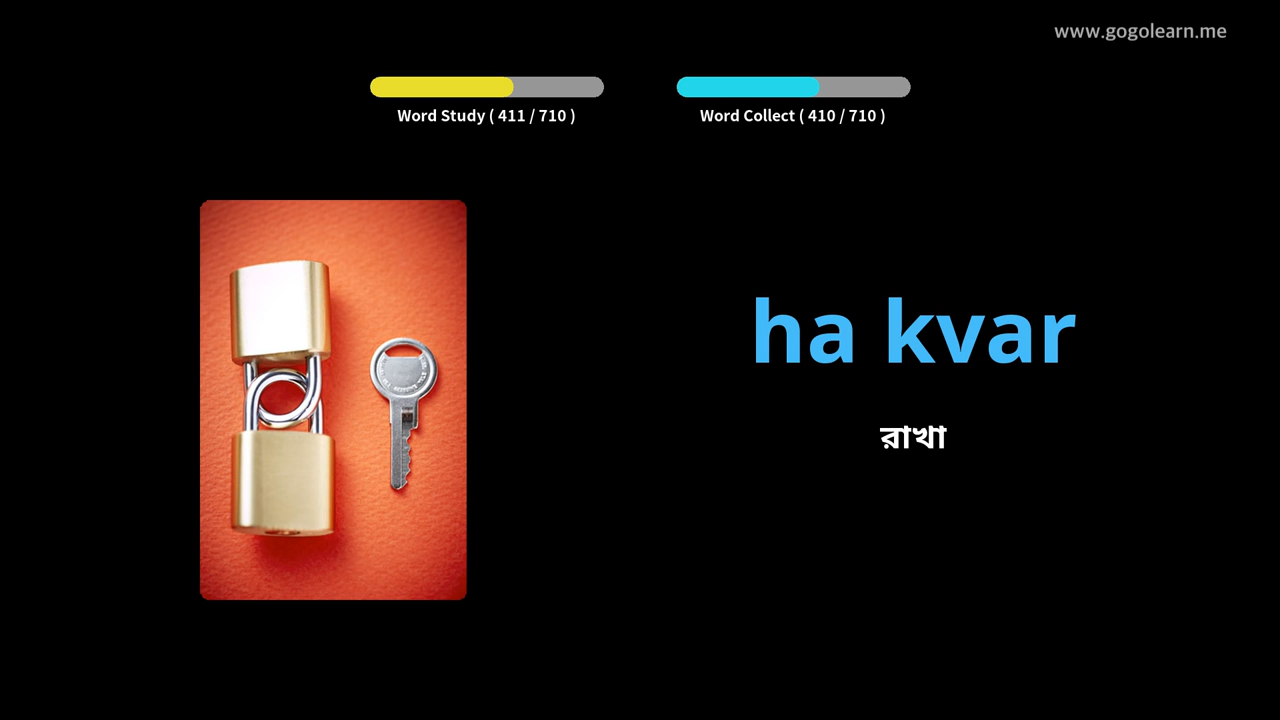 www.gogolearn.me
Word Study ( 411 / 710 )
Word Collect ( 410 / 710 )
ha kvar
রাখা